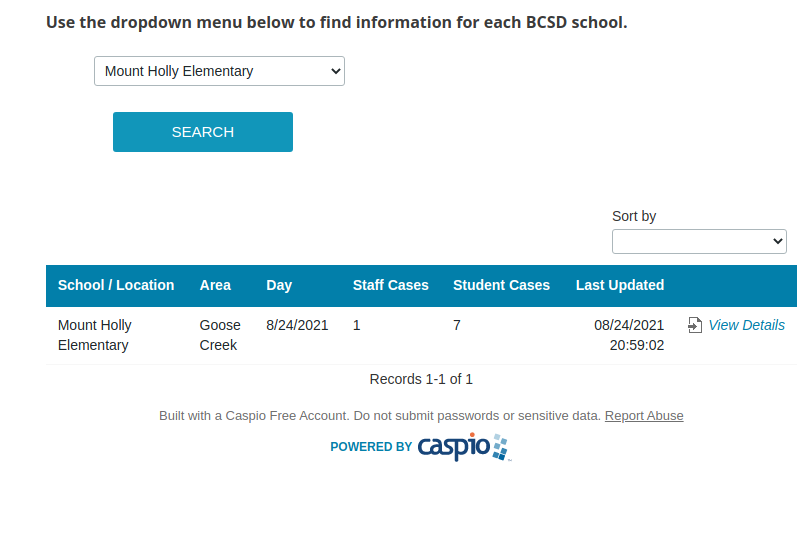 Use the dropdown menu below to find information for each BCSD school.
Mount Holly Elementary
SEARCH
Sort by
School / Location Area Day Staff Cases Student Cases Last Updated
Mount Holly Goose 8/24/2021 1 7 08/24/2021 View Details
Elementary Creek 20:59:02
Records 1-1 of 1
Built with a Caspio Free Account. Do not submit passwords or sensitive data. Report Abuse
POWERED BY caspio